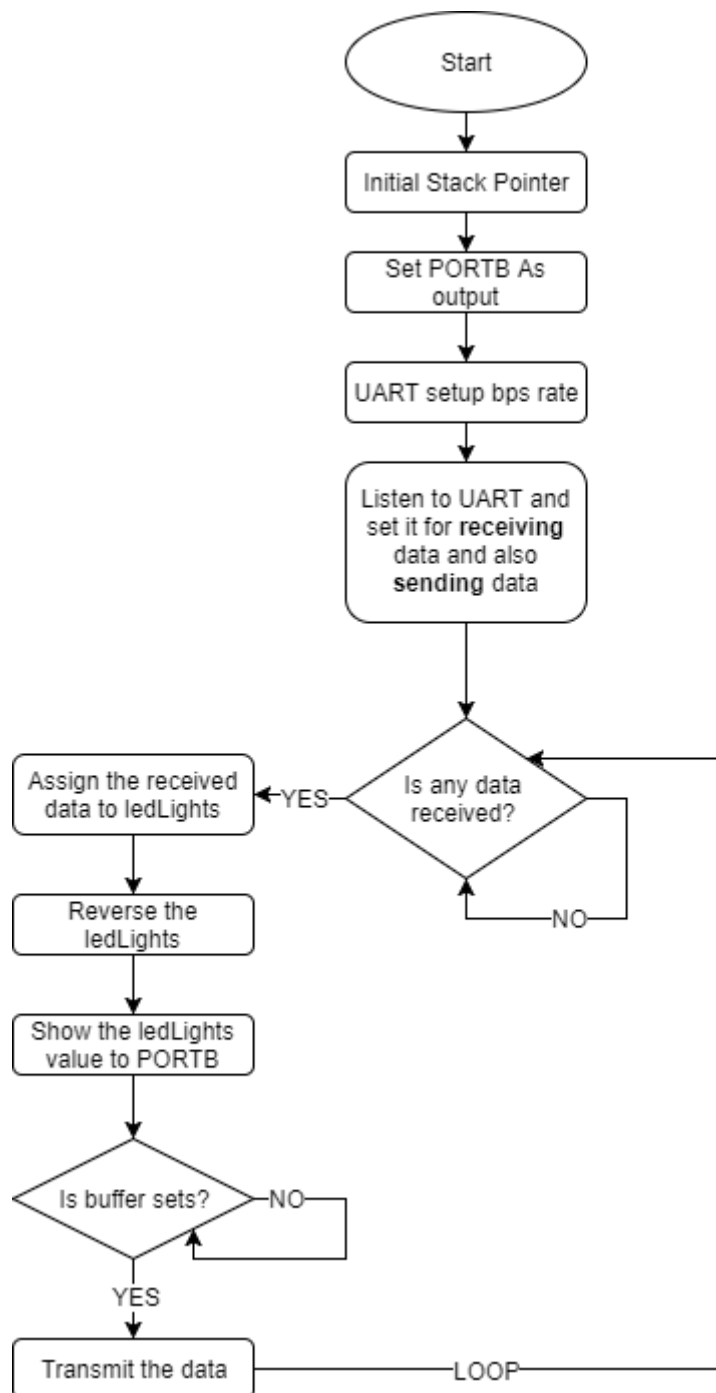 Start
Initial Stack Pointer
Set PORTB As
output
UART setup bps rate
Listen to UART and
set it for receiving
data and also
sending data
Is any data
received?
YES
NO
Assign the received
data to ledLights
Reverse the
ledLights
Show the ledLights
value to PORTB
Is buffer sets?
NO
YES
Transmit the data
LOOP